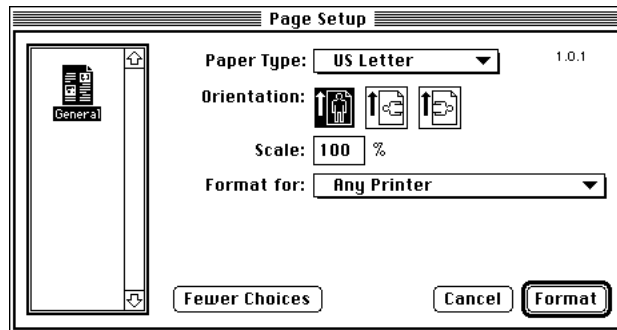 Page Setup
General
Paper Type: US Letter 1.0.1
Orientation:
Scale: 100 %
Format for: Any Printer
Fewer Choices Cancel Format